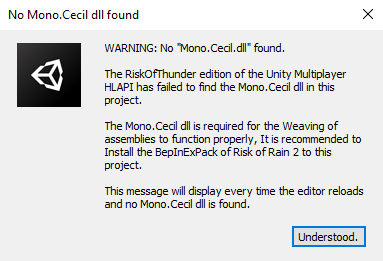 No Mono.Cecil dll found
WARNING: No "Mono.Cecil.dll" found.
The RiskOfThunder edition of the Unity Multiplayer
HLAPI has failed to find the Mono.Cecil dll in this
project.
The Mono.Cecil dll is required for the Weaving of
assemblies to function properly, It is recommended to
Install the BepInExPack of Risk of Rain 2 to this
project.
This message will display every time the editor reloads
and no Mono.Cecil dll is found.
Understood.